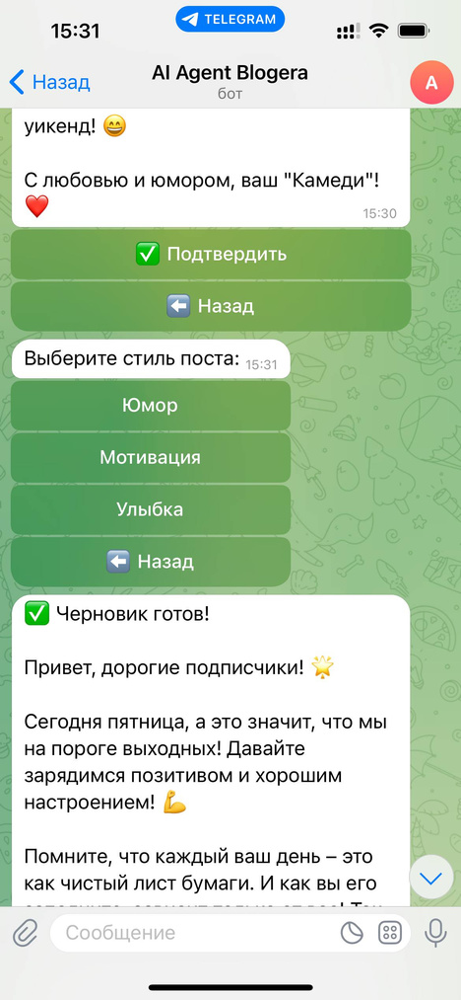 15:31
TELEGRAM
Назад
AI Agent Blogera
бот
A
уикенд! 😄
С любовью и юмором, ваш "Камеди"!
❤️
15:30
✅ Подтвердить
⬅️ Назад
Выберите стиль поста:
15:31
Юмор
Мотивация
Улыбка
⬅️ Назад
✅ Черновик готов!
Привет, дорогие подписчики! 🌟
Сегодня пятница, а это значит, что мы
на пороге выходных! Давайте
зарядимся позитивом и хорошим
настроением! 💪
Помните, что каждый ваш день – это
как чистый лист бумаги. И как вы его
Сообщение